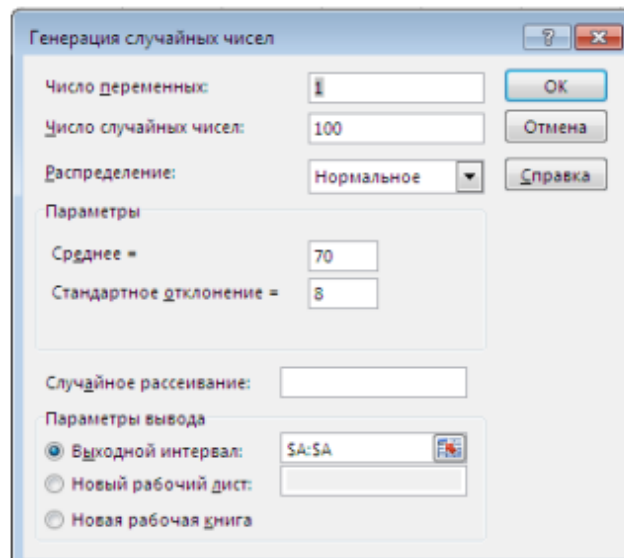 Генерация случайных чисел
Число переменных: 1 ОК
Число случайных чисел: 100 Отмена
Распределение: Нормальное Справка
Параметры
Среднее = 70
Стандартное отклонение = 8
Случайное рассеивание:
Параметры вывода
Выходной интервал: $A:$A
Новый рабочий лист:
Новая рабочая книга